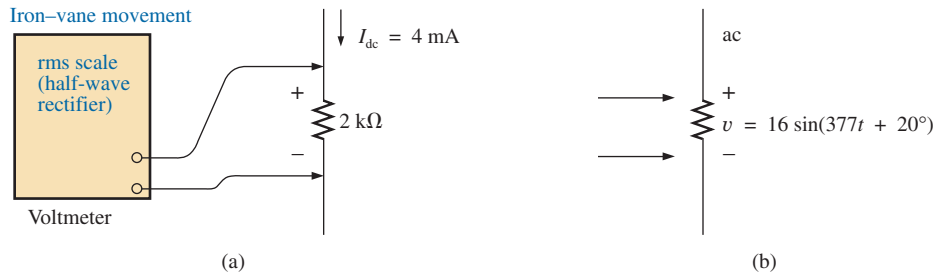 Iron–vane movement
rms scale
(half-wave
rectifier)
Voltmeter
I_dc = 4 mA
+
2 kΩ
–
(a)
ac
+
v = 16 sin(377t + 20°)
–
(b)